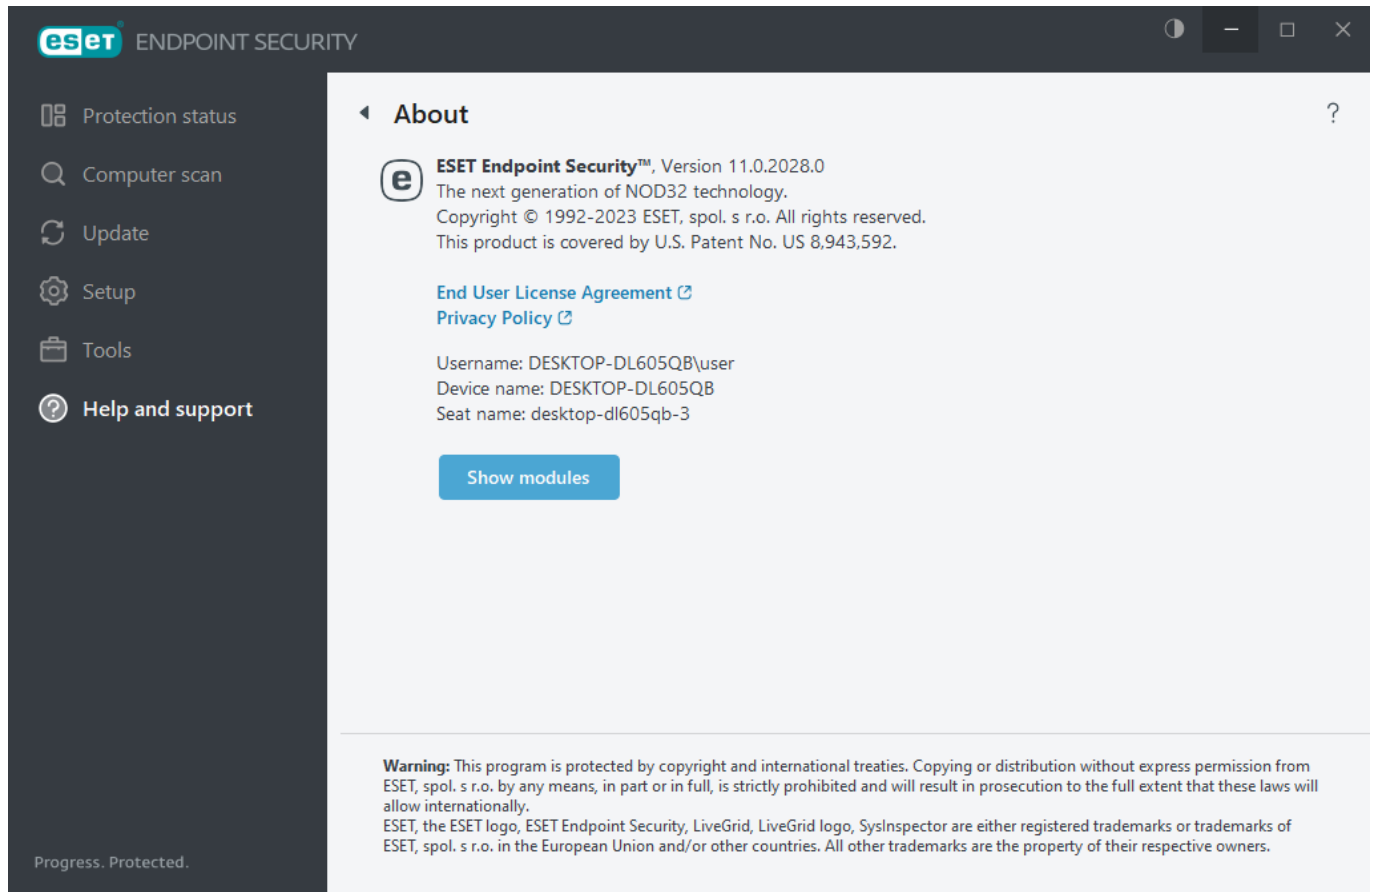 eset ENDPOINT SECURITY
Protection status
Computer scan
Update
Setup
Tools
Help and support
Progress. Protected.
About
?
e
ESET Endpoint Security™, Version 11.0.2028.0
The next generation of NOD32 technology.
Copyright © 1992-2023 ESET, spol. s r.o. All rights reserved.
This product is covered by U.S. Patent No. US 8,943,592.
End User License Agreement
Privacy Policy
Username: DESKTOP-DL605QB\user
Device name: DESKTOP-DL605QB
Seat name: desktop-dl605qb-3
Show modules
Warning: This program is protected by copyright and international treaties. Copying or distribution without express permission from
ESET, spol. s r.o. by any means, in part or in full, is strictly prohibited and will result in prosecution to the full extent that these laws will
allow internationally.
ESET, the ESET logo, ESET Endpoint Security, LiveGrid, LiveGrid logo, SysInspector are either registered trademarks or trademarks of
ESET, spol. s r.o. in the European Union and/or other countries. All other trademarks are the property of their respective owners.